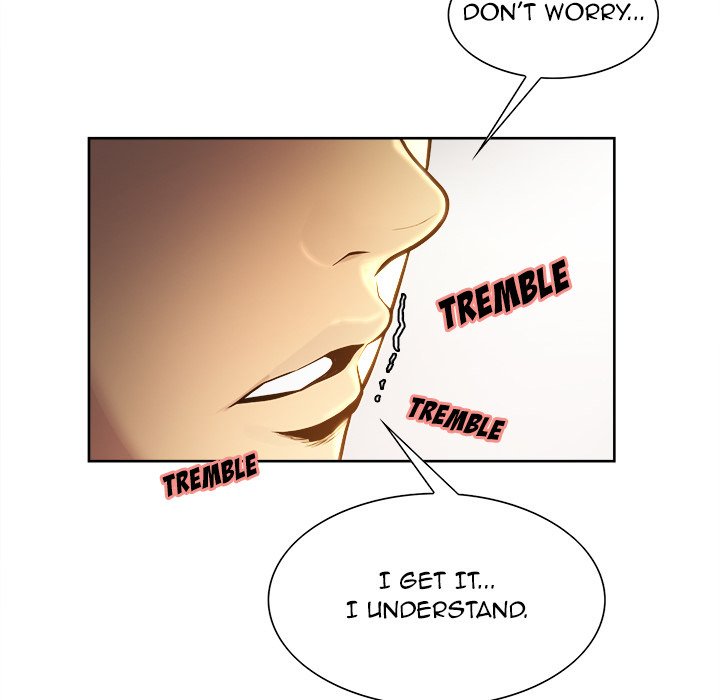 DON'T WORRY...
TREMBLE
TREMBLE
TREMBLE
I GET IT...
I UNDERSTAND.